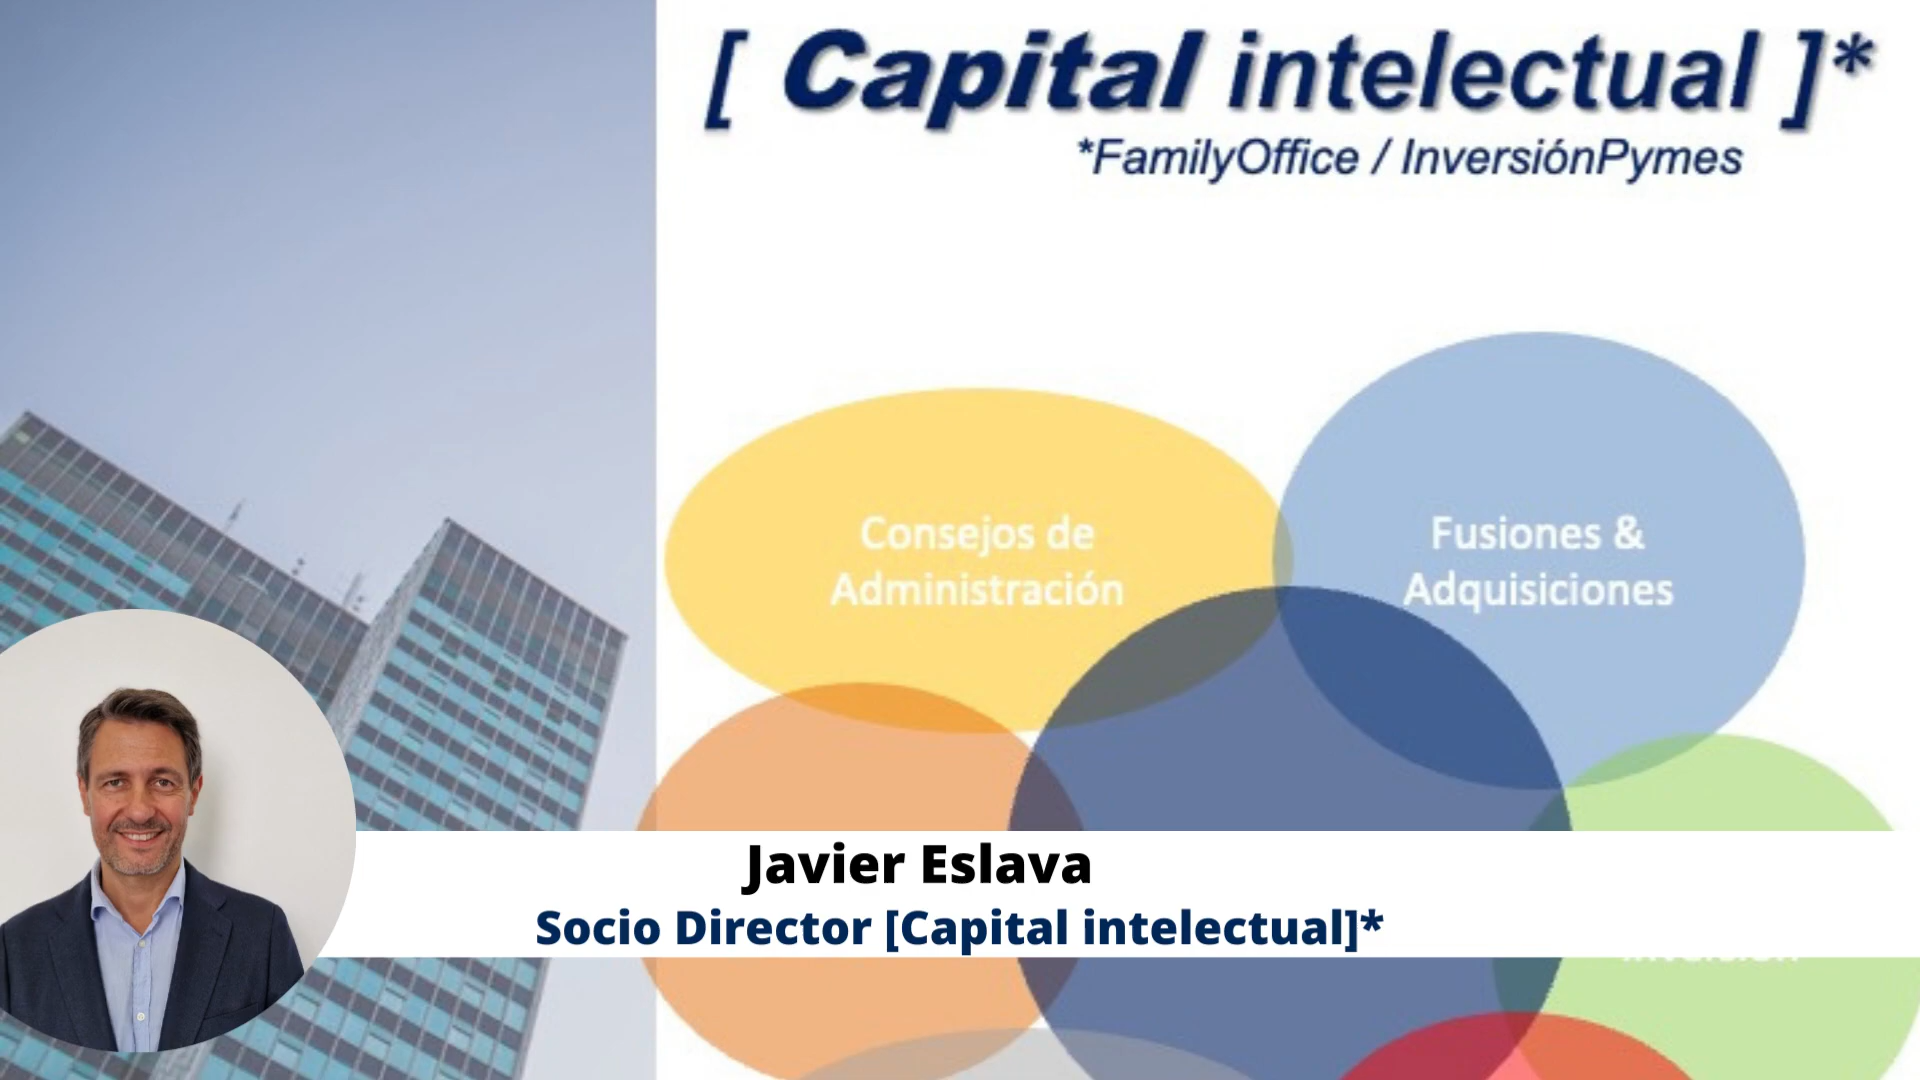 [ Capital intelectual ]*
*FamilyOffice / InversiónPymes
Consejos de
Administración
Fusiones &
Adquisiciones
Javier Eslava
Socio Director [Capital intelectual]*